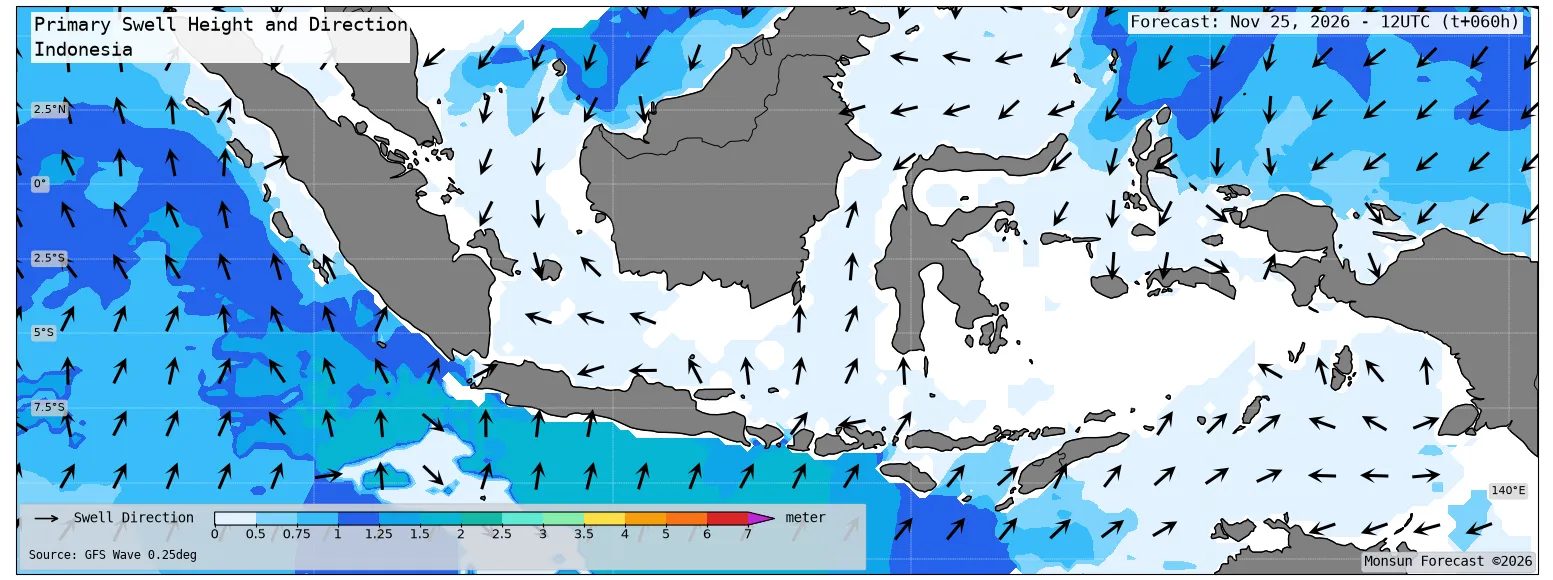 Primary Swell Height and Direction
Indonesia
Forecast: Nov 25, 2026 - 12UTC (t+060h)
2.5°N
0°
2.5°S
5°S
7.5°S
140°E
Swell Direction
0 0.5 0.75 1 1.25 1.5 2 2.5 3 3.5 4 5 6 7
meter
Source: GFS Wave 0.25deg
Monsun Forecast ©2026